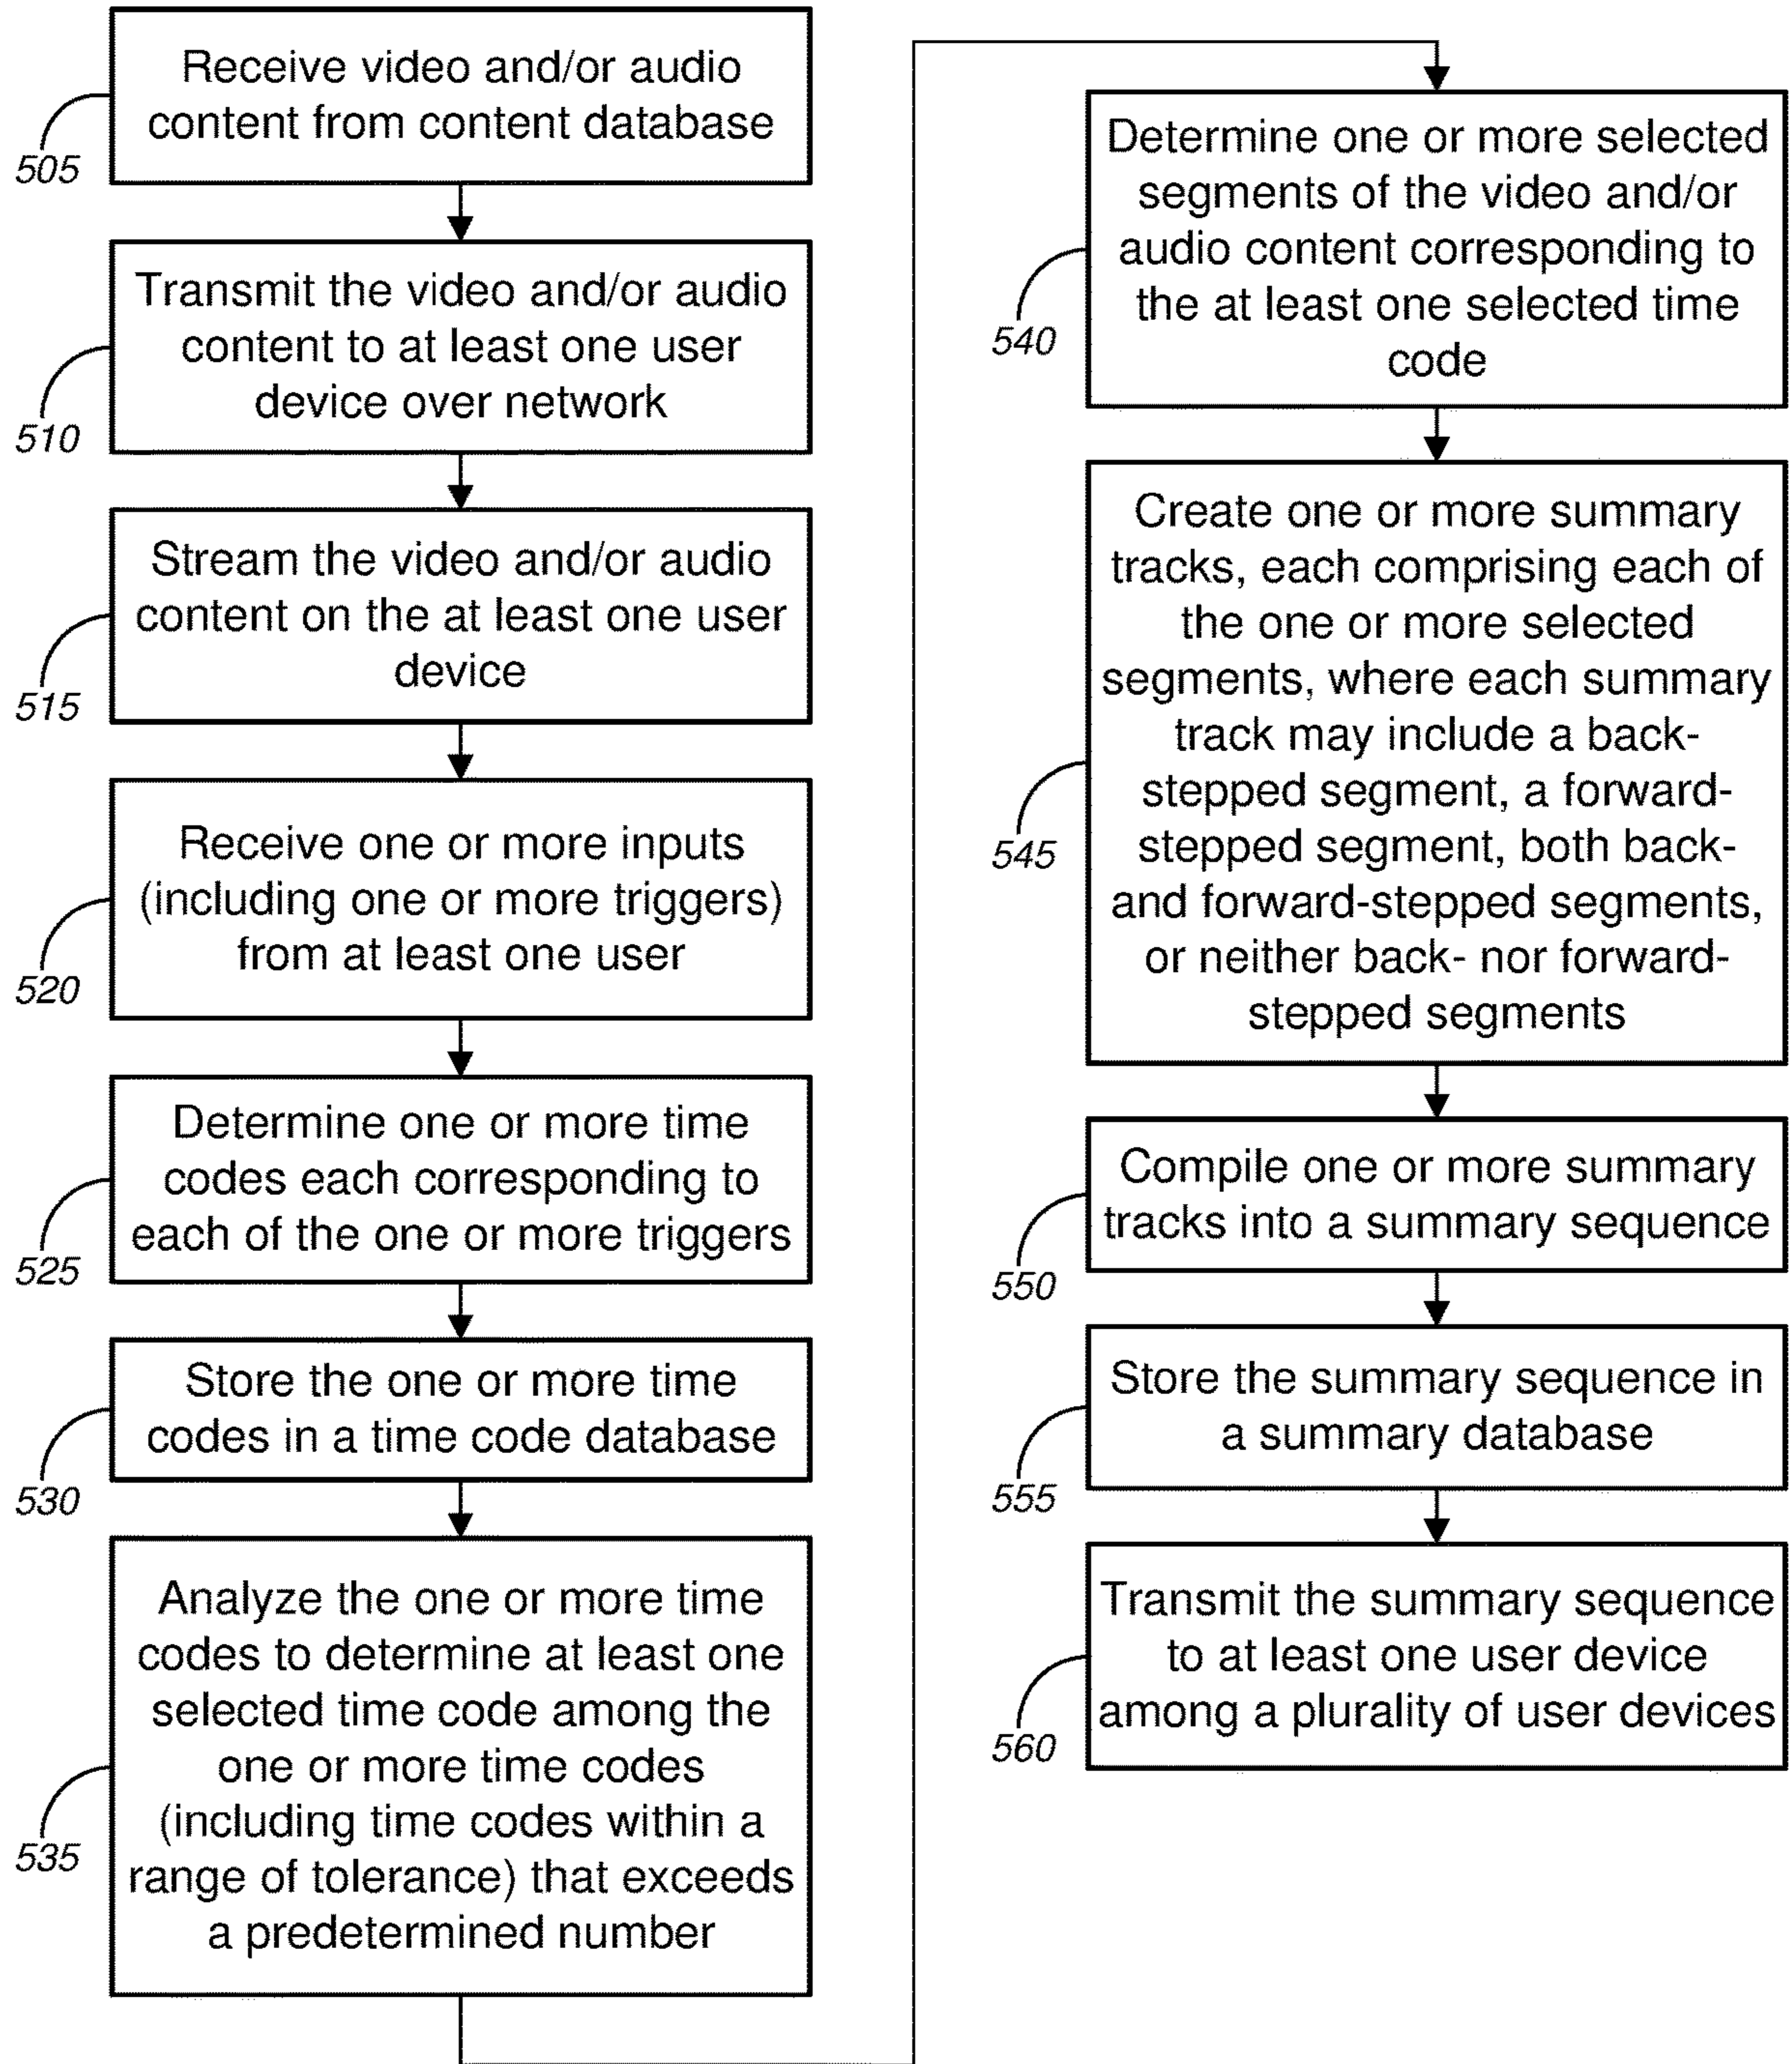 Receive video and/or audio
content from content database
505
Transmit the video and/or audio
content to at least one user
device over network
510
Stream the video and/or audio
content on the at least one user
device
515
Receive one or more inputs
(including one or more triggers)
from at least one user
520
Determine one or more time
codes each corresponding to
each of the one or more triggers
525
Store the one or more time
codes in a time code database
530
Analyze the one or more time
codes to determine at least one
selected time code among the
one or more time codes
(including time codes within a
range of tolerance) that exceeds
a predetermined number
535
Determine one or more selected
segments of the video and/or
audio content corresponding to
the at least one selected time
code
540
Create one or more summary
tracks, each comprising each of
the one or more selected
segments, where each summary
track may include a back-
stepped segment, a forward-
stepped segment, both back-
and forward-stepped segments,
or neither back- nor forward-
stepped segments
545
Compile one or more summary
tracks into a summary sequence
550
Store the summary sequence in
a summary database
555
Transmit the summary sequence
to at least one user device
among a plurality of user devices
560